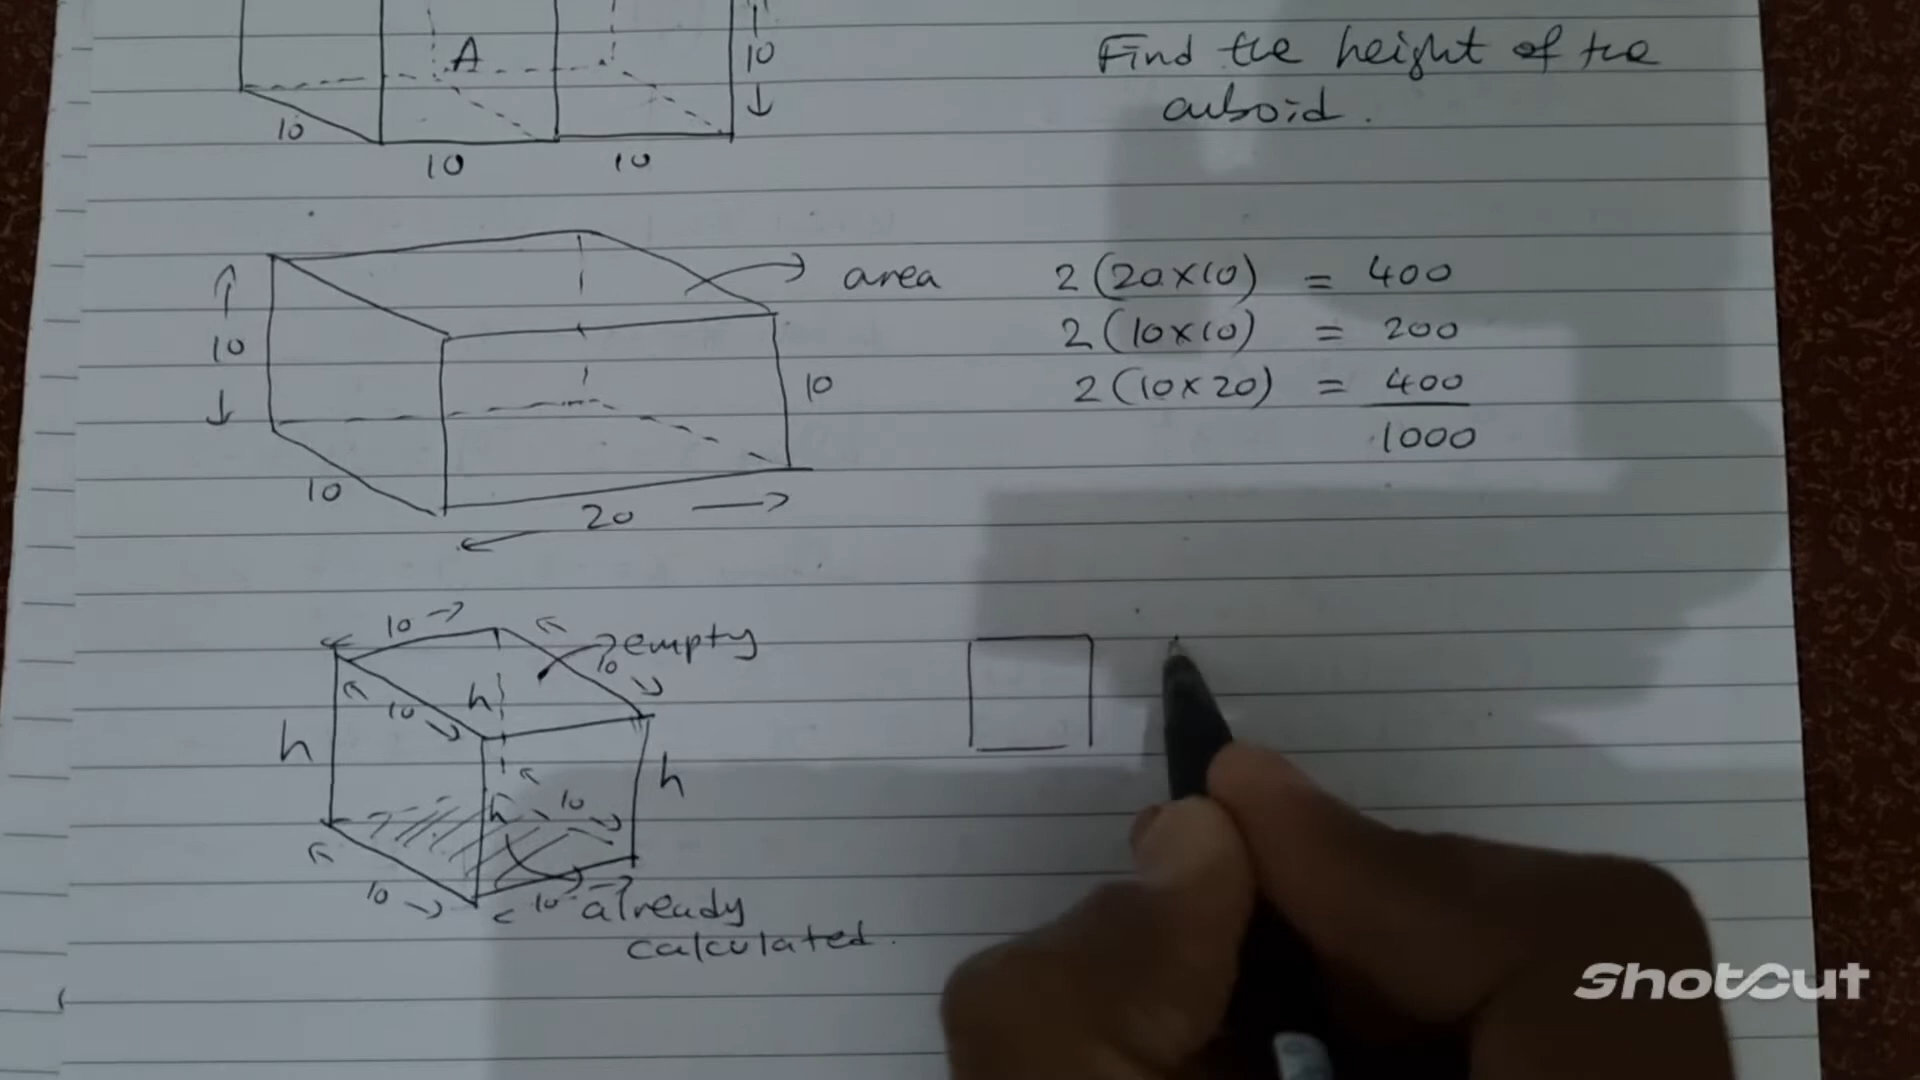 A
10
Find the height of the
cuboid.
10
10
10
area
2(20×10) = 400
10
2(10×10) = 200
10
2(10×20) = 400
1000
10
20
10
empty
10
10
h
h
h
10
h
10
10
already
calculated.
ShotCut